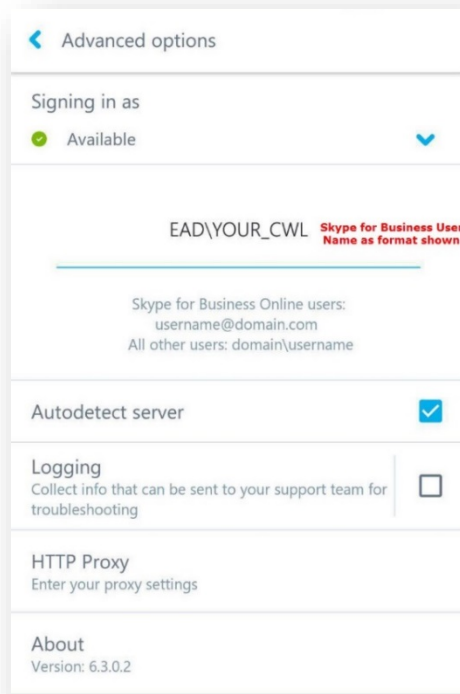 Advanced options
Signing in as
Available
EAD\YOUR_CWL
Skype for Business User
Name as format shown
Skype for Business Online users:
username@domain.com
All other users: domain\username
Autodetect server
Logging
Collect info that can be sent to your support team for
troubleshooting
HTTP Proxy
Enter your proxy settings
About
Version: 6.3.0.2